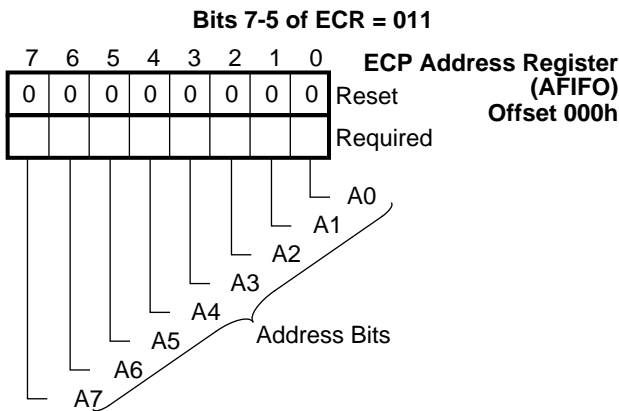 Bits 7-5 of ECR = 011
7 6 5 4 3 2 1 0
ECP Address Register
(AFIFO)
Offset 000h
0 0 0 0 0 0 0 0 Reset
Required
A0
A1
A2
A3
A4
Address Bits
A5
A6
A7